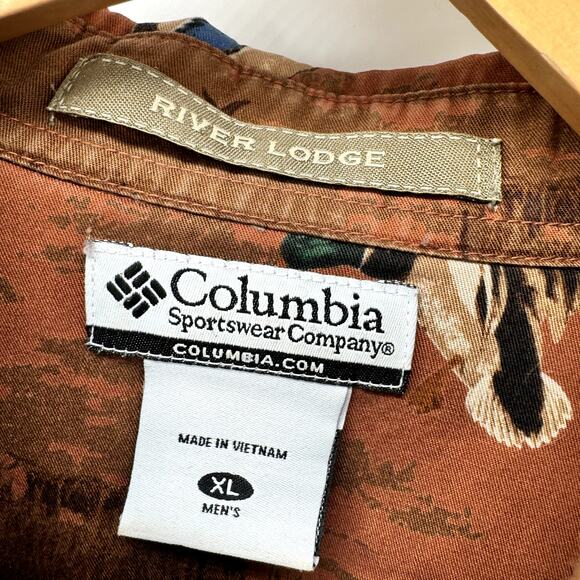 RIVER LODGE
Columbia
Sportswear Company®
COLUMBIA.COM
MADE IN VIETNAM
XL
MEN'S